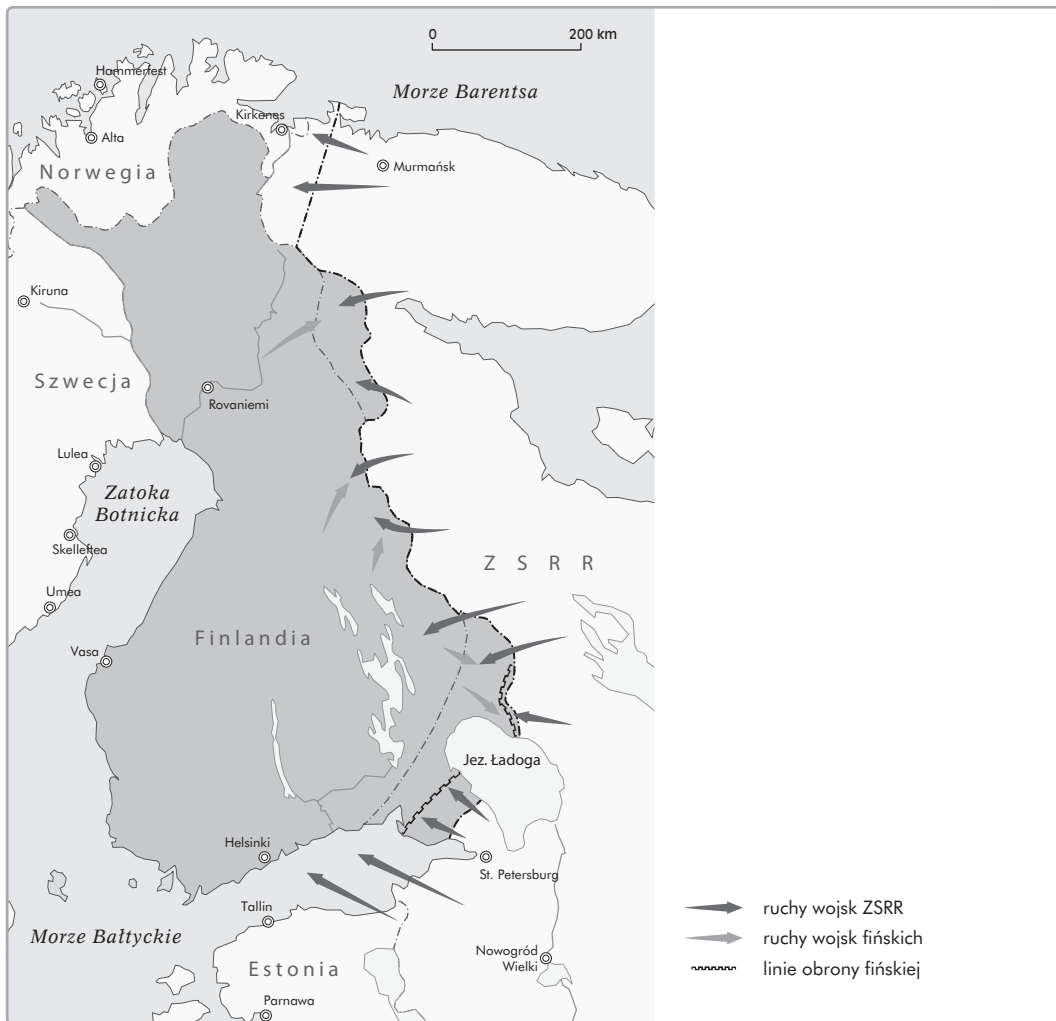 0 200 km
Hammerfest
Morze Barentsa
Kirkenes
Alta
Murmańsk
Norwegia
Kiruna
Szwecja
Rovaniemi
Lulea
Zatoka
Botnicka
Skelleftea
ZSRR
Umea
Finlandia
Vasa
Jez. Ładoga
Helsinki
St. Petersburg
Tallin
Morze Bałtyckie
Nowogród
Wielki
Estonia
Parnawa
ruchy wojsk ZSRR
ruchy wojsk fińskich
linie obrony fińskiej